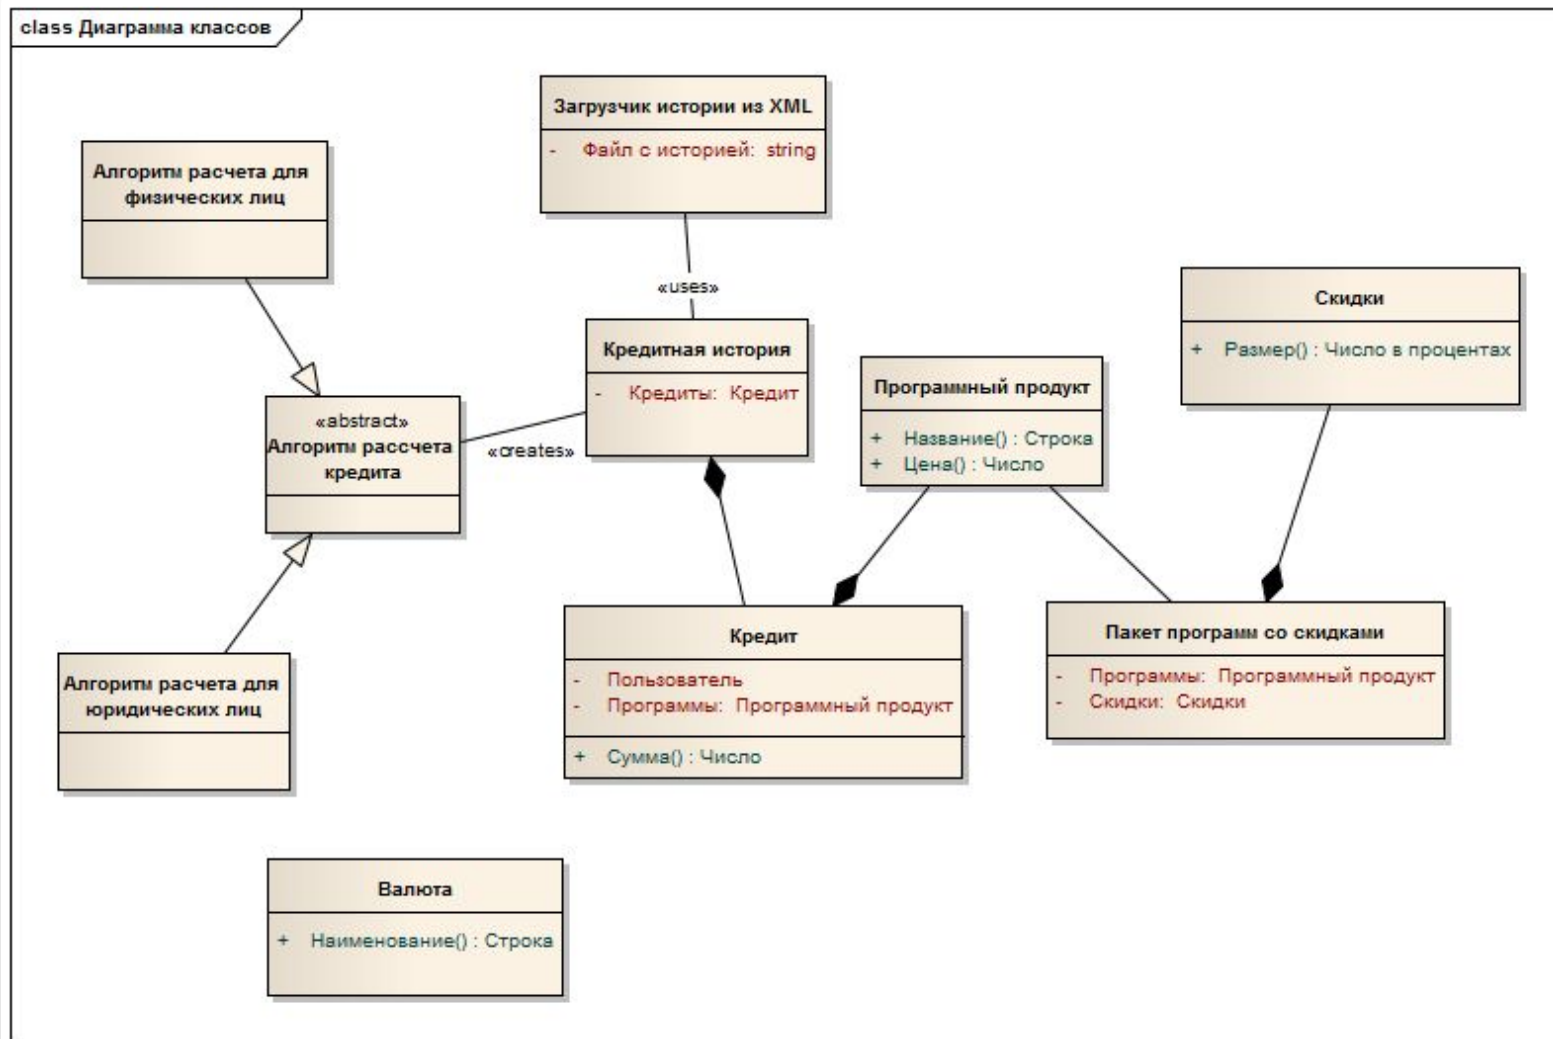 class Диаграмма классов
Загрузчик истории из XML
- Файл с историей: string
Алгоритм расчета для
физических лиц
«uses»
Скидки
+ Размер() : Число в процентах
Кредитная история
- Кредиты: Кредит
Программный продукт
+ Название() : Строка
+ Цена() : Число
«abstract»
Алгоритм рассчета
кредита
«creates»
Кредит
- Пользователь
- Программы: Программный продукт
+ Сумма() : Число
Пакет программ со скидками
- Программы: Программный продукт
- Скидки: Скидки
Алгоритм расчета для
юридических лиц
Валюта
+ Наименование() : Строка